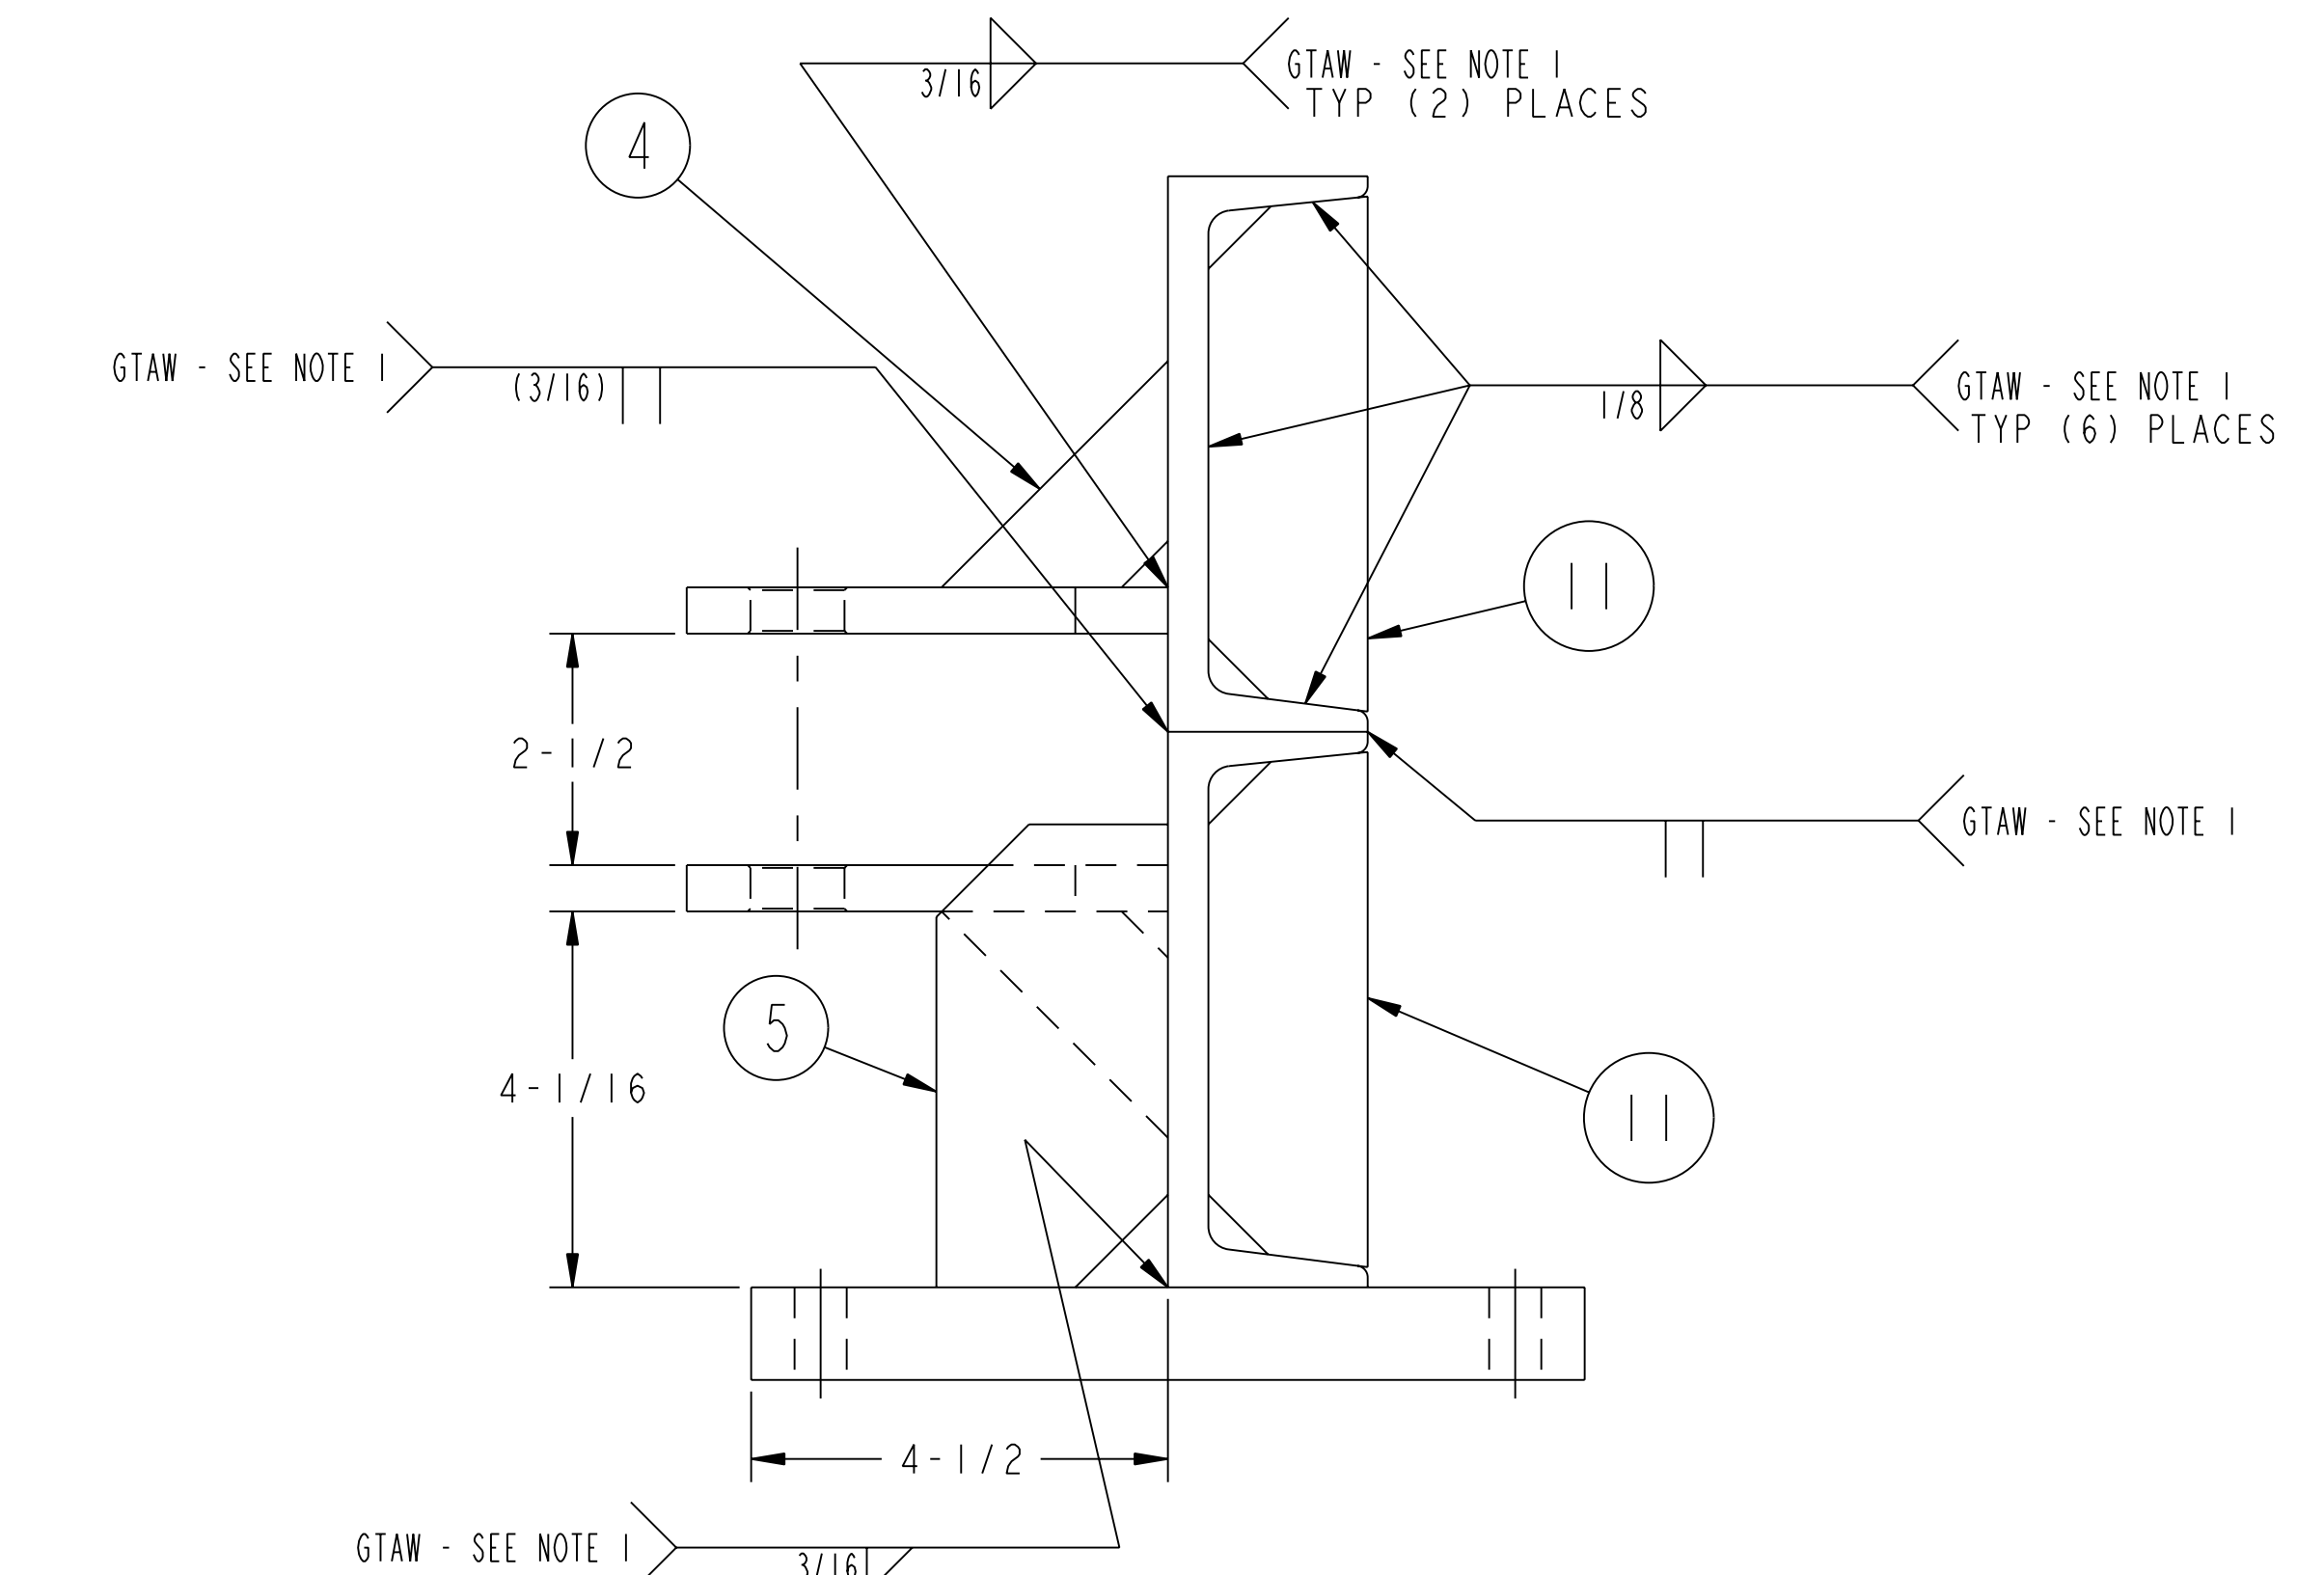 3/16
GTAW - SEE NOTE 1
TYP (2) PLACES
4
GTAW - SEE NOTE 1
(3/16)
1/8
GTAW - SEE NOTE 1
TYP (6) PLACES
11
2-1/2
GTAW - SEE NOTE 1
5
4-1/16
11
4-1/2
GTAW - SEE NOTE 1
3/16